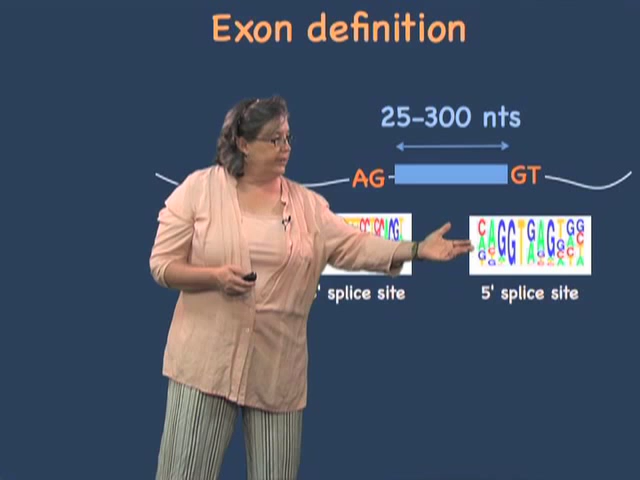 Exon definition
25-300 nts
AG
GT
' splice site
5' splice site